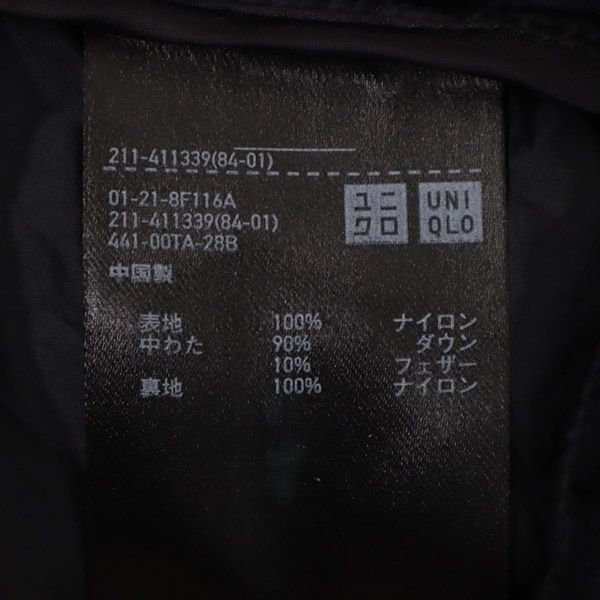 211-411339(84-01)
01-21-8F116A
211-411339(84-01)
441-00TA-28B
ユニ
クロ
UNI
QLO
中国製
表地 100% ナイロン
中わた 90% ダウン
10% フェザー
裏地 100% ナイロン